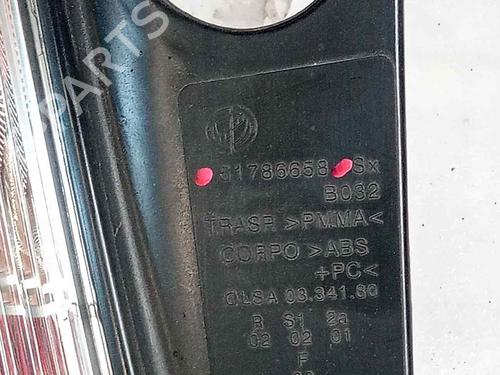 PARTS
51786658 Sx
B032
TRASP. >PMMA<
CORPO >ABS
+PC<
OLSA 03.341.80
R S1 2a
02 02 01
F